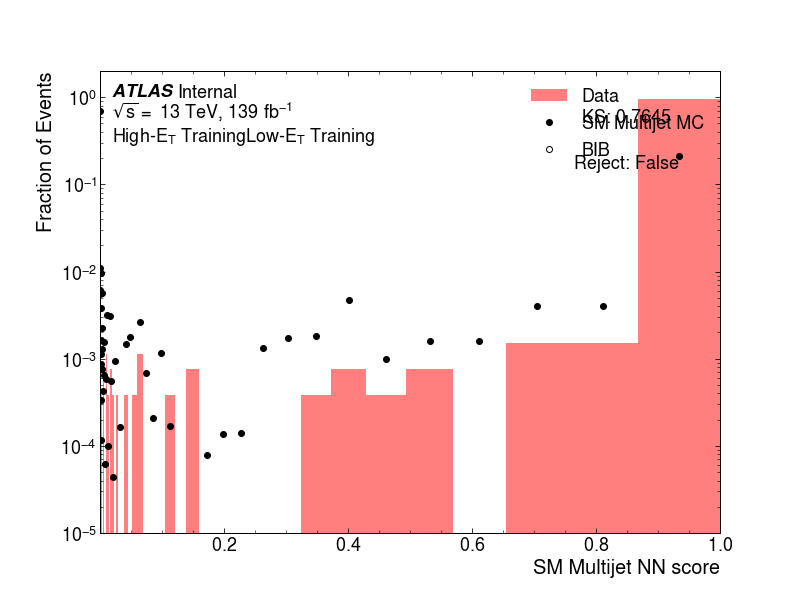 ATLAS Internal
√s = 13 TeV, 139 fb⁻¹
High-E_T TrainingLow-E_T Training
Data
KS: 0.7645
SM Multijet MC
BIB
Reject: False
Fraction of Events
10⁰
10⁻¹
10⁻²
10⁻³
10⁻⁴
10⁻⁵
0.2 0.4 0.6 0.8 1.0
SM Multijet NN score